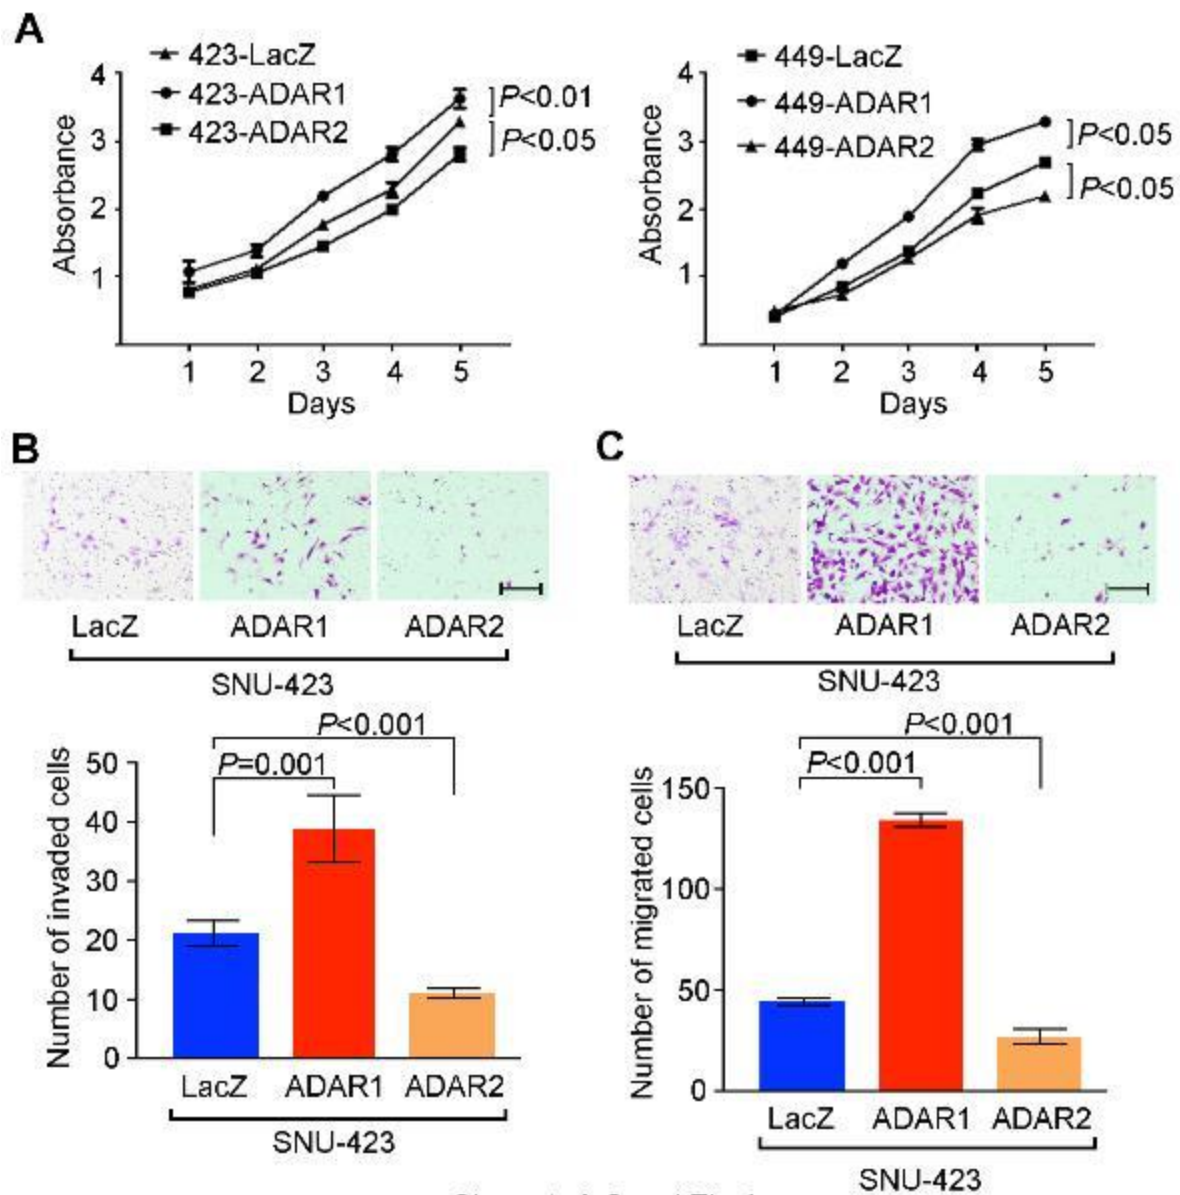 A
423-LacZ
423-ADAR1
423-ADAR2
4
3
2
1
Absorbance
P<0.01
P<0.05
1 2 3 4 5
Days
449-LacZ
449-ADAR1
449-ADAR2
4
3
2
1
Absorbance
P<0.05
P<0.05
1 2 3 4 5
Days
B
LacZ ADAR1 ADAR2
SNU-423
P<0.001
P=0.001
50
40
30
20
10
0
Number of invaded cells
LacZ ADAR1 ADAR2
SNU-423
C
LacZ ADAR1 ADAR2
SNU-423
P<0.001
P<0.001
150
100
50
0
Number of migrated cells
LacZ ADAR1 ADAR2
SNU-423